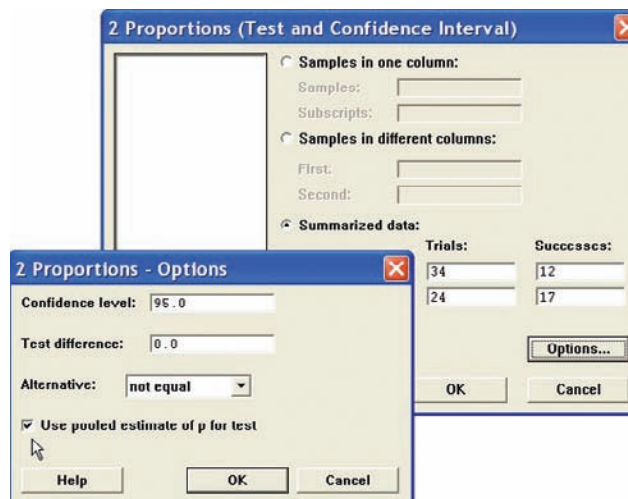 2 Proportions (Test and Confidence Interval)
Samples in one column:
Samples:
Subscripts:
Samples in different columns:
First:
Second:
Summarized data:
Trials:
Successes:
34
12
24
17
Options...
OK
Cancel
2 Proportions - Options
Confidence level:
95.0
Test difference:
0.0
Alternative:
not equal
Use pooled estimate of p for test
Help
OK
Cancel